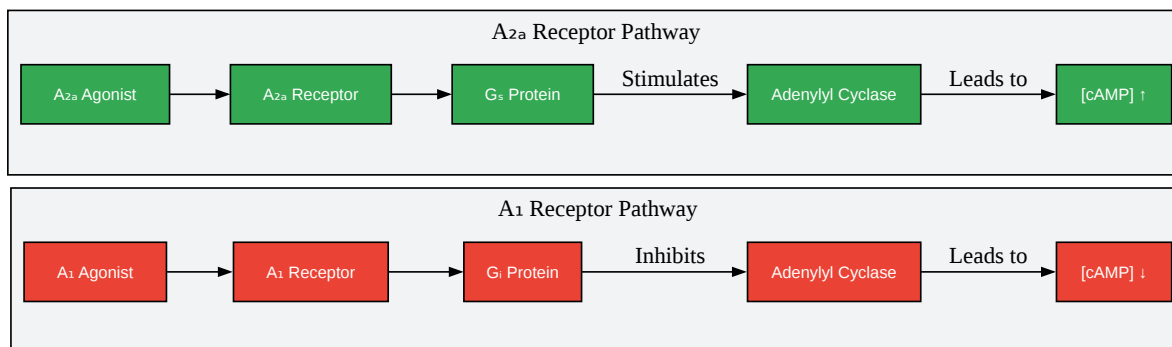 A₂ₐ Receptor Pathway
A₂ₐ Agonist
A₂ₐ Receptor
Gₛ Protein
Stimulates
Adenylyl Cyclase
Leads to
[cAMP] ↑
A₁ Receptor Pathway
A₁ Agonist
A₁ Receptor
Gᵢ Protein
Inhibits
Adenylyl Cyclase
Leads to
[cAMP] ↓